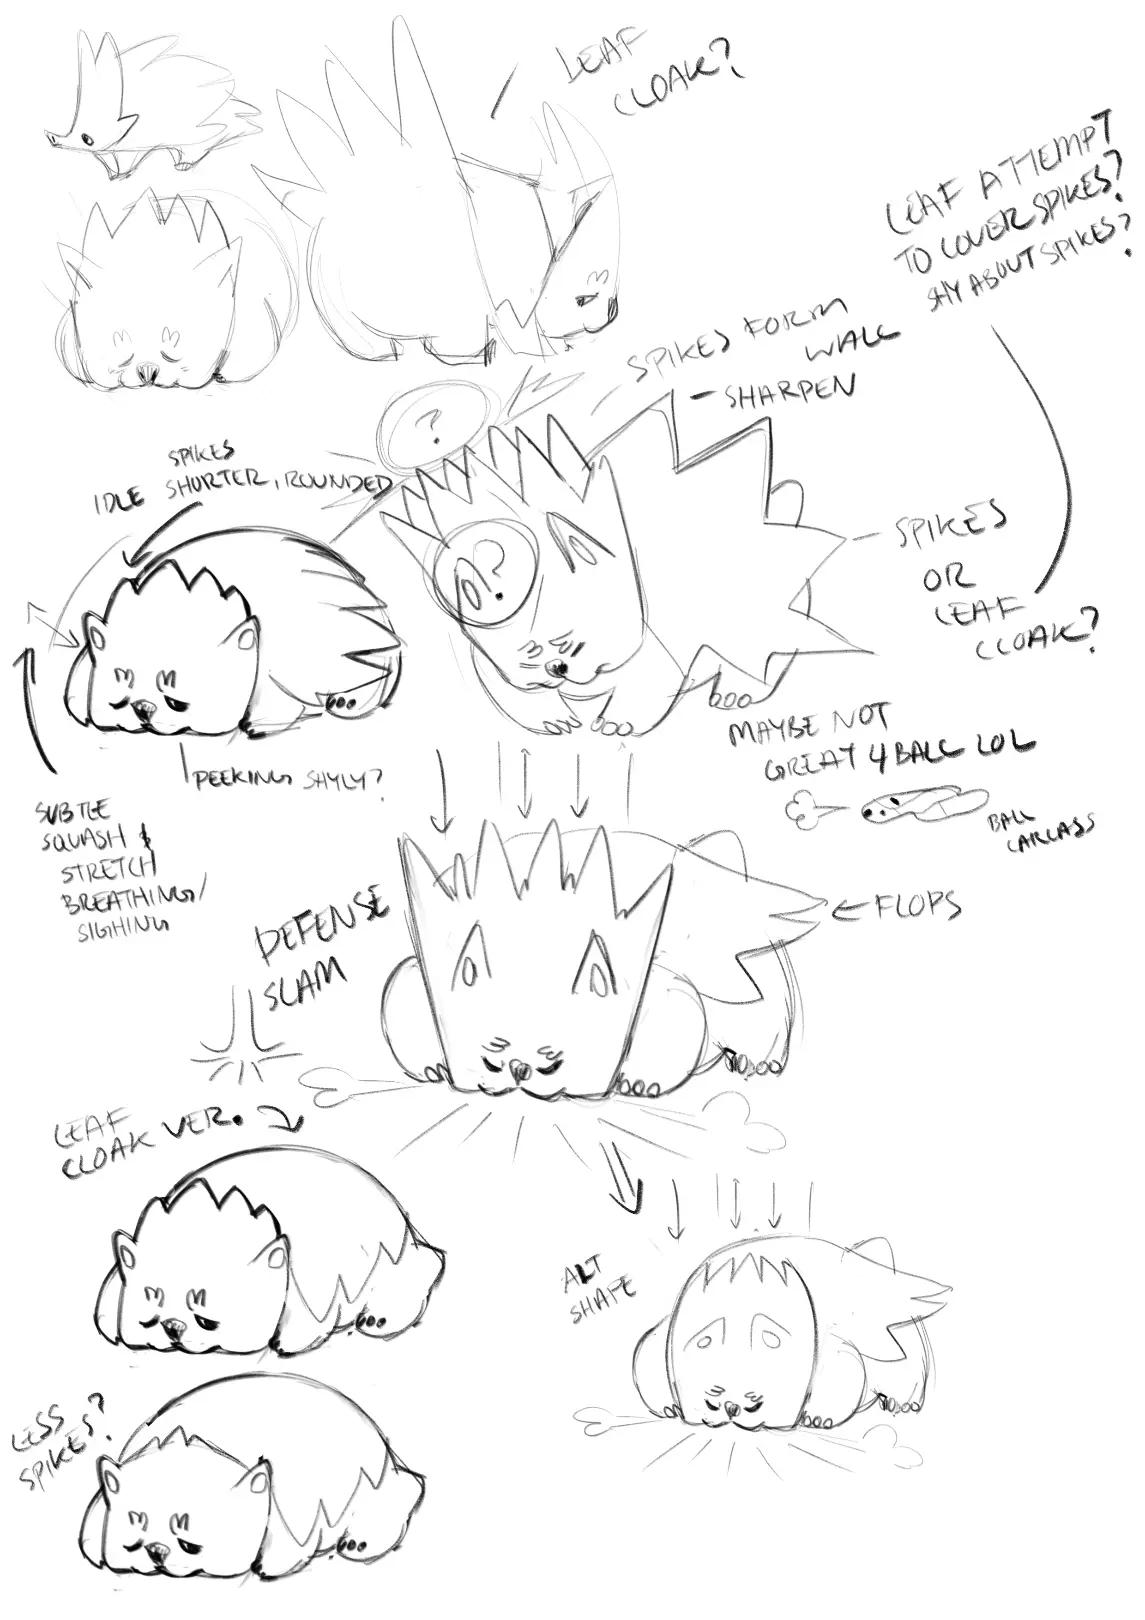 LEAF
CLOAK?
LEAF ATTEMPT
TO COVER SPIKES?
SHY ABOUT SPIKES?
SPIKES FORM
WALL
- SHARPEN
?
SPIKES
IDLE SHORTER, ROUNDED
?
SPIKES
OR
LEAF
CLOAK?
PEEKING SHYLY?
MAYBE NOT
GREAT 4 BALL LOL
BALL
CARCASS
SUBTLE
SQUASH &
STRETCH
BREATHING/
SIGHING
DEFENSE
SLAM
FLOPS
LEAF
CLOAK VER.
ALT
SHAPE
LESS
SPIKES?